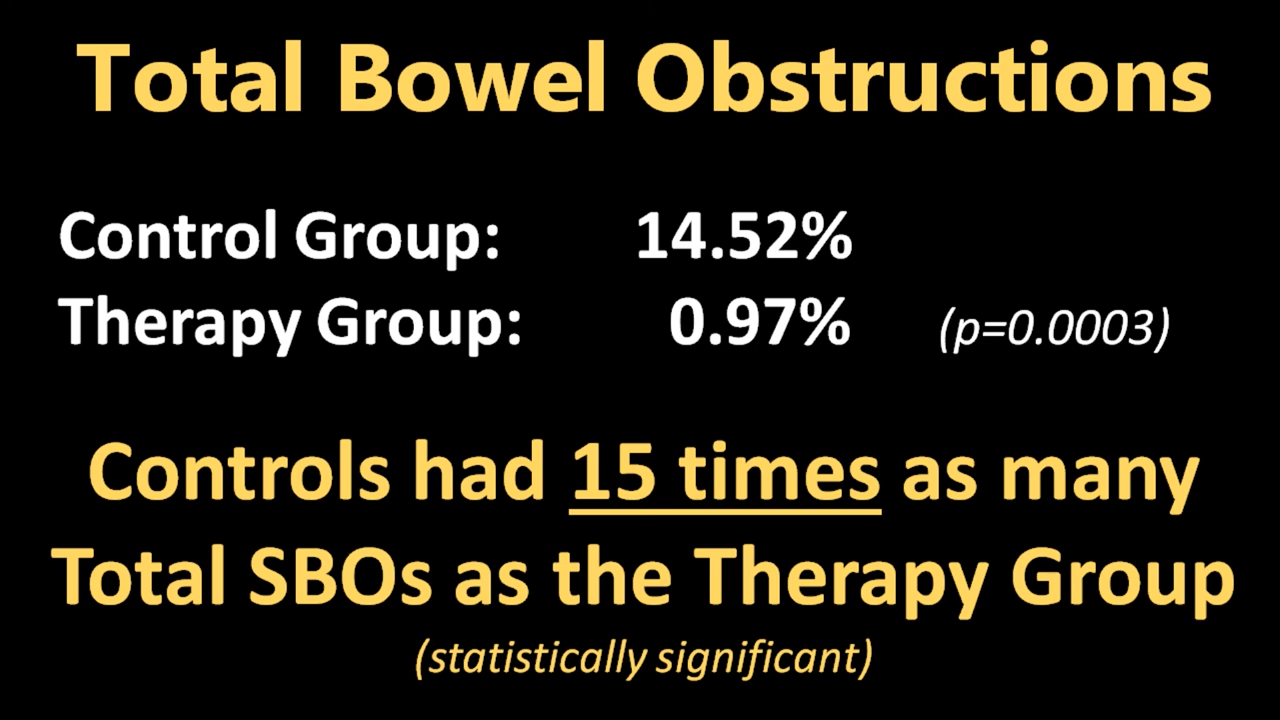 Total Bowel Obstructions
Control Group: 14.52%
Therapy Group: 0.97% (p=0.0003)
Controls had 15 times as many
Total SBOs as the Therapy Group
(statistically significant)